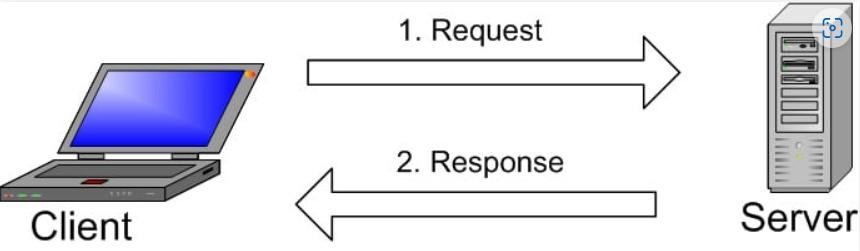 1. Request
2. Response
Client
Server